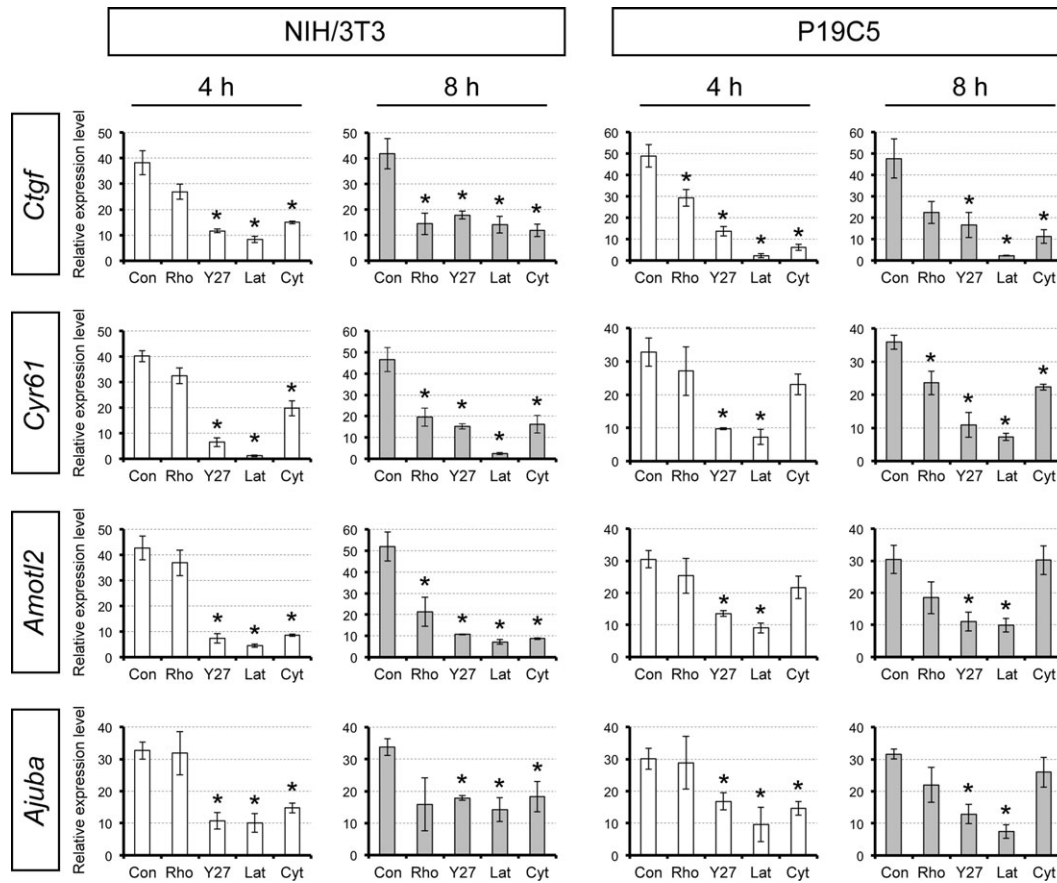 NIH/3T3 P19C5
4 h 8 h 4 h 8 h
Ctgf
Relative expression level
50 40 30 20 10 0
* * *
Con Rho Y27 Lat Cyt
50 40 30 20 10 0
* * * *
Con Rho Y27 Lat Cyt
60 50 40 30 20 10 0
* * * *
Con Rho Y27 Lat Cyt
60 50 40 30 20 10 0
* * *
Con Rho Y27 Lat Cyt
Cyr61
Relative expression level
50 40 30 20 10 0
* * *
Con Rho Y27 Lat Cyt
60 50 40 30 20 10 0
* * * *
Con Rho Y27 Lat Cyt
40 30 20 10 0
* *
Con Rho Y27 Lat Cyt
40 30 20 10 0
* * * *
Con Rho Y27 Lat Cyt
Amotl2
Relative expression level
50 40 30 20 10 0
* * *
Con Rho Y27 Lat Cyt
60 50 40 30 20 10 0
* * * *
Con Rho Y27 Lat Cyt
40 30 20 10 0
* *
Con Rho Y27 Lat Cyt
40 30 20 10 0
* *
Con Rho Y27 Lat Cyt
Ajuba
Relative expression level
40 30 20 10 0
* * *
Con Rho Y27 Lat Cyt
40 30 20 10 0
* * *
Con Rho Y27 Lat Cyt
40 30 20 10 0
* * *
Con Rho Y27 Lat Cyt
40 30 20 10 0
* *
Con Rho Y27 Lat Cyt